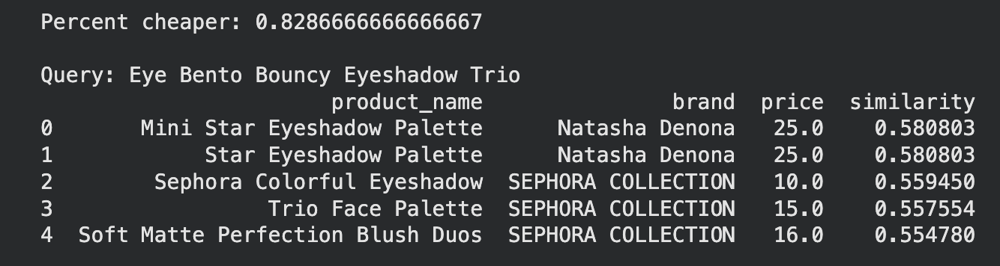 Percent cheaper: 0.8286666666666667
Query: Eye Bento Bouncy Eyeshadow Trio
product_name brand price similarity
0 Mini Star Eyeshadow Palette Natasha Denona 25.0 0.580803
1 Star Eyeshadow Palette Natasha Denona 25.0 0.580803
2 Sephora Colorful Eyeshadow SEPHORA COLLECTION 10.0 0.559450
3 Trio Face Palette SEPHORA COLLECTION 15.0 0.557554
4 Soft Matte Perfection Blush Duos SEPHORA COLLECTION 16.0 0.554780